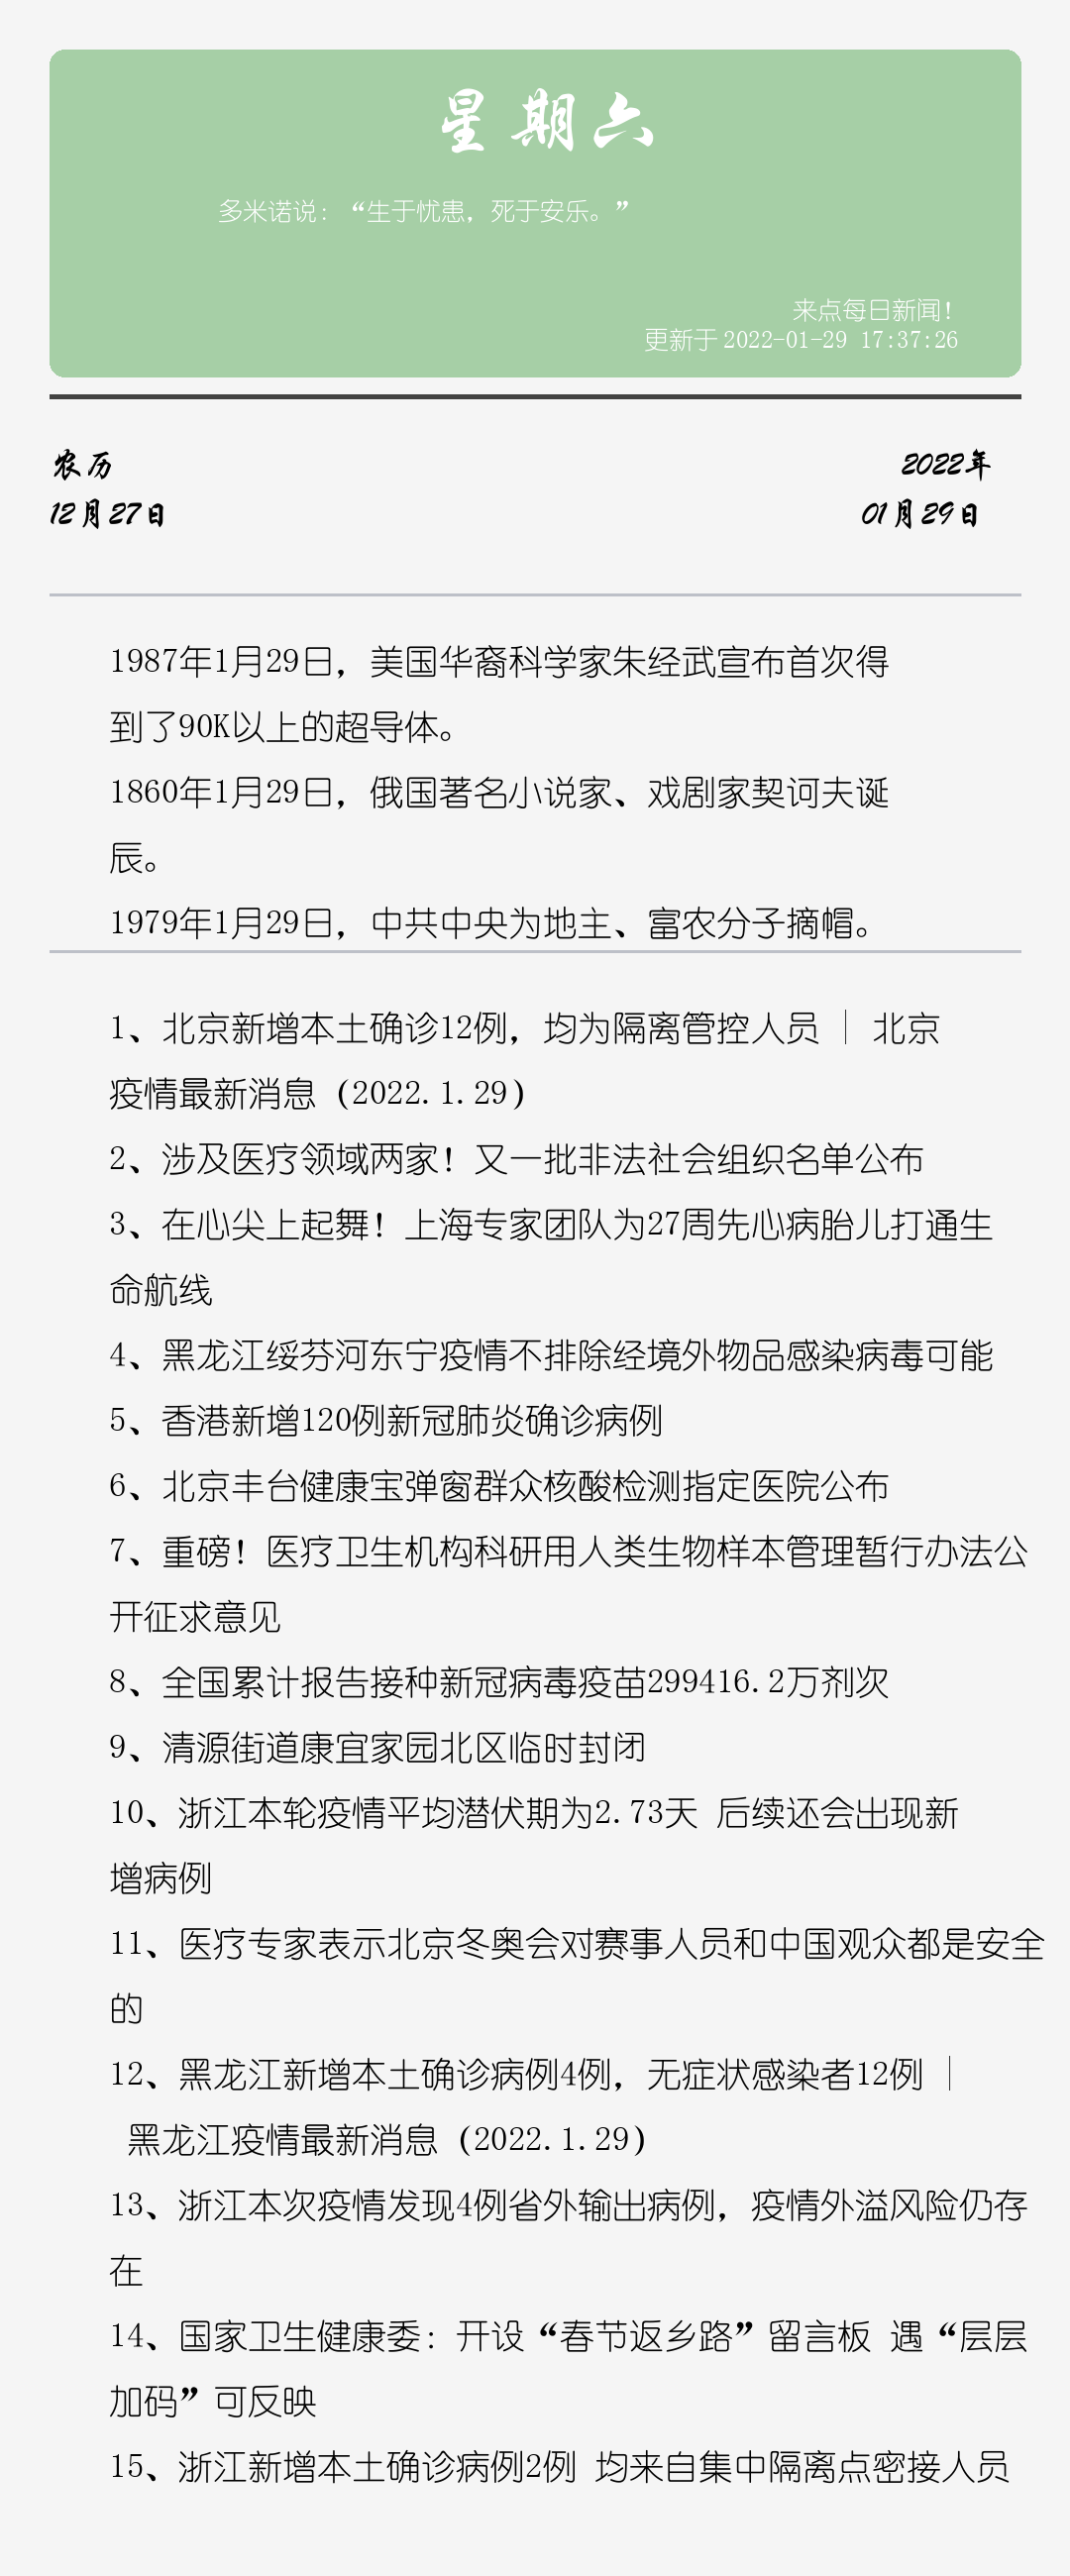 星期六
多米诺说：“生于忧患，死于安乐。”
来点每日新闻！
更新于2022-01-29 17:37:26
农历
2022年
12月27日
01月29日
1987年1月29日，美国华裔科学家朱经武宣布首次得
到了90K以上的超导体。
1860年1月29日，俄国著名小说家、戏剧家契诃夫诞
辰。
1979年1月29日，中共中央为地主、富农分子摘帽。
1、北京新增本土确诊12例，均为隔离管控人员 | 北京
疫情最新消息（2022.1.29）
2、涉及医疗领域两家！又一批非法社会组织名单公布
3、在心尖上起舞！上海专家团队为27周先心病胎儿打通生
命航线
4、黑龙江绥芬河东宁疫情不排除经境外物品感染病毒可能
5、香港新增120例新冠肺炎确诊病例
6、北京丰台健康宝弹窗群众核酸检测指定医院公布
7、重磅！医疗卫生机构科研用人类生物样本管理暂行办法公
开征求意见
8、全国累计报告接种新冠病毒疫苗299416.2万剂次
9、清源街道康宜家园北区临时封闭
10、浙江本轮疫情平均潜伏期为2.73天 后续还会出现新
增病例
11、医疗专家表示北京冬奥会对赛事人员和中国观众都是安全
的
12、黑龙江新增本土确诊病例4例，无症状感染者12例 |
黑龙江疫情最新消息（2022.1.29）
13、浙江本次疫情发现4例省外输出病例，疫情外溢风险仍存
在
14、国家卫生健康委：开设“春节返乡路”留言板 遇“层层
加码”可反映
15、浙江新增本土确诊病例2例 均来自集中隔离点密接人员